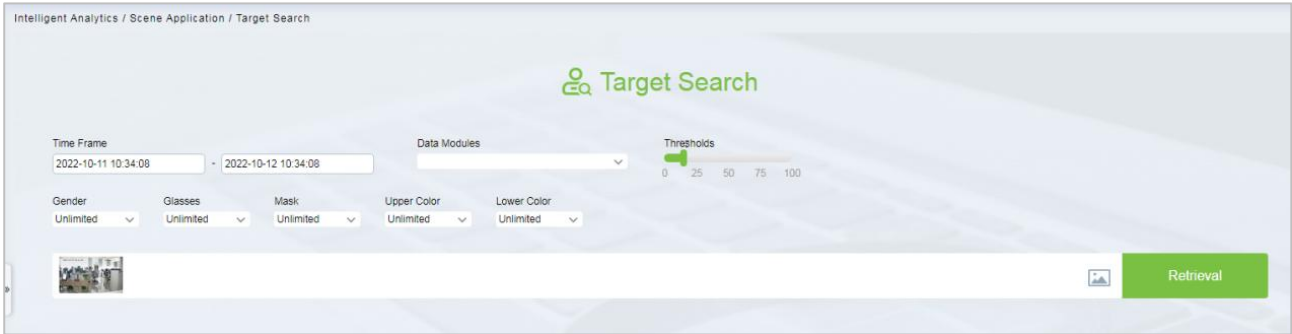 Intelligent Analytics / Scene Application / Target Search
Target Search
Time Frame Data Modules Thresholds
2022-10-11 10:34:08 - 2022-10-12 10:34:08
0 25 50 75 100
Gender Glasses Mask Upper Color Lower Color
Unlimited Unlimited Unlimited Unlimited Unlimited
Retrieval
»